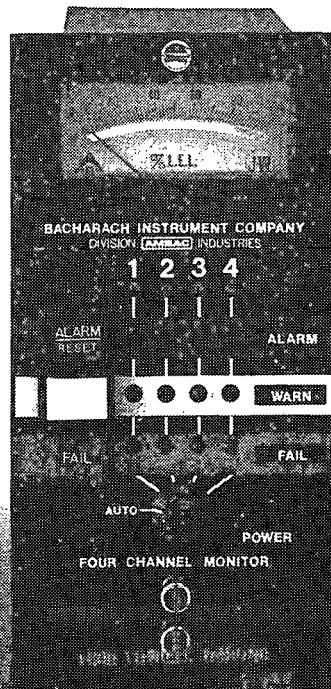 % L.E.L.
BACHARACH INSTRUMENT COMPANY
DIVISION AMBAC INDUSTRIES
1 2 3 4
ALARM
RESET
ALARM
WARN
FAIL
FAIL
AUTO
POWER
FOUR CHANNEL MONITOR